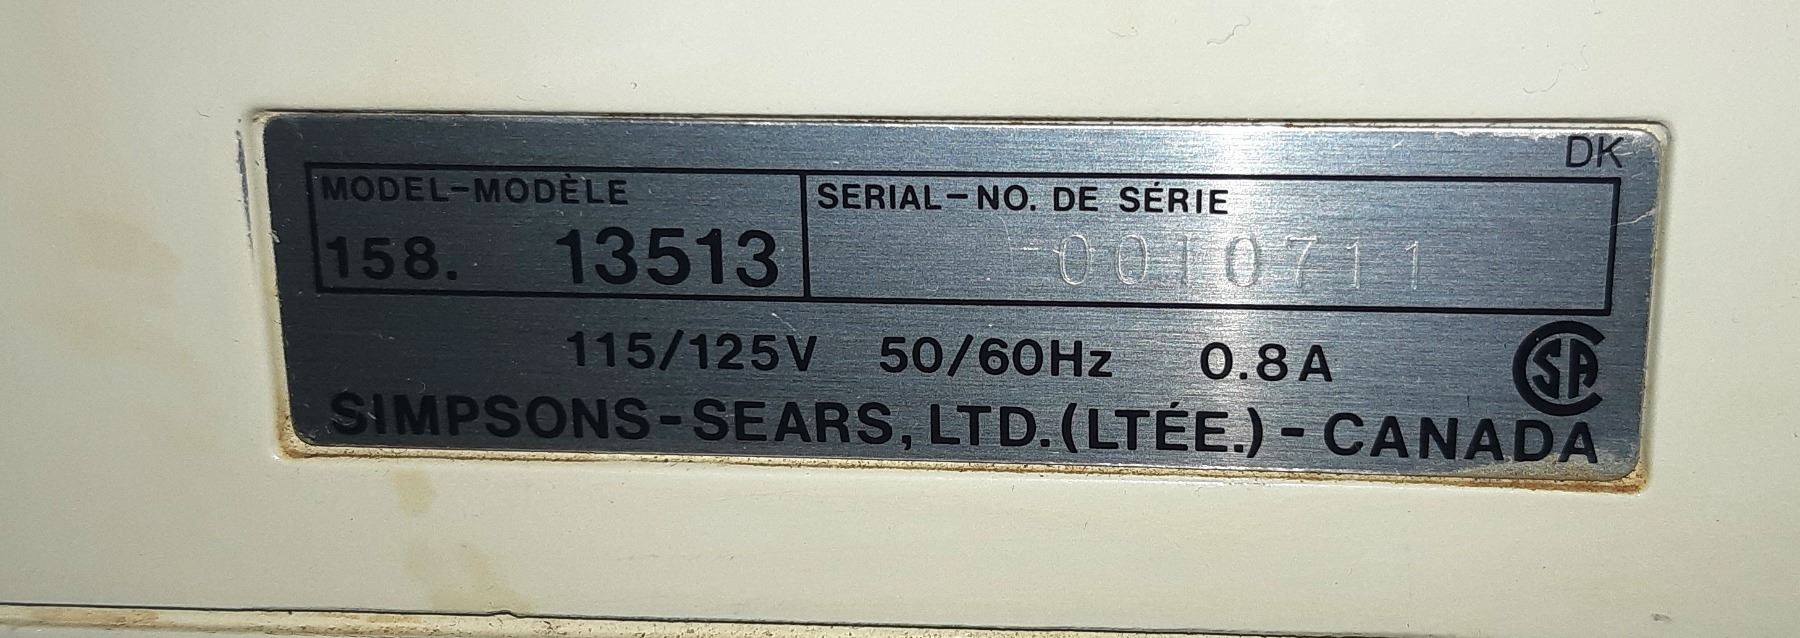 DK
MODEL-MODÈLE SERIAL-NO. DE SÉRIE
158. 13513 0010711
115/125V 50/60Hz 0.8A
CSA
SIMPSONS-SEARS, LTD.(LTÉE.)-CANADA